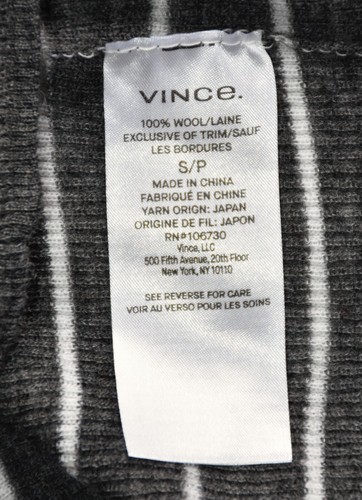 VINCE.
100% WOOL/LAINE
EXCLUSIVE OF TRIM/SAUF
LES BORDURES
S/P
MADE IN CHINA
FABRIQUÉ EN CHINE
YARN ORIGN: JAPAN
ORIGINE DE FIL: JAPON
RN#106730
Vince, LLC
500 Fifth Avenue, 20th Floor
New York, NY 10110
SEE REVERSE FOR CARE
VOIR AU VERSO POUR LES SOINS